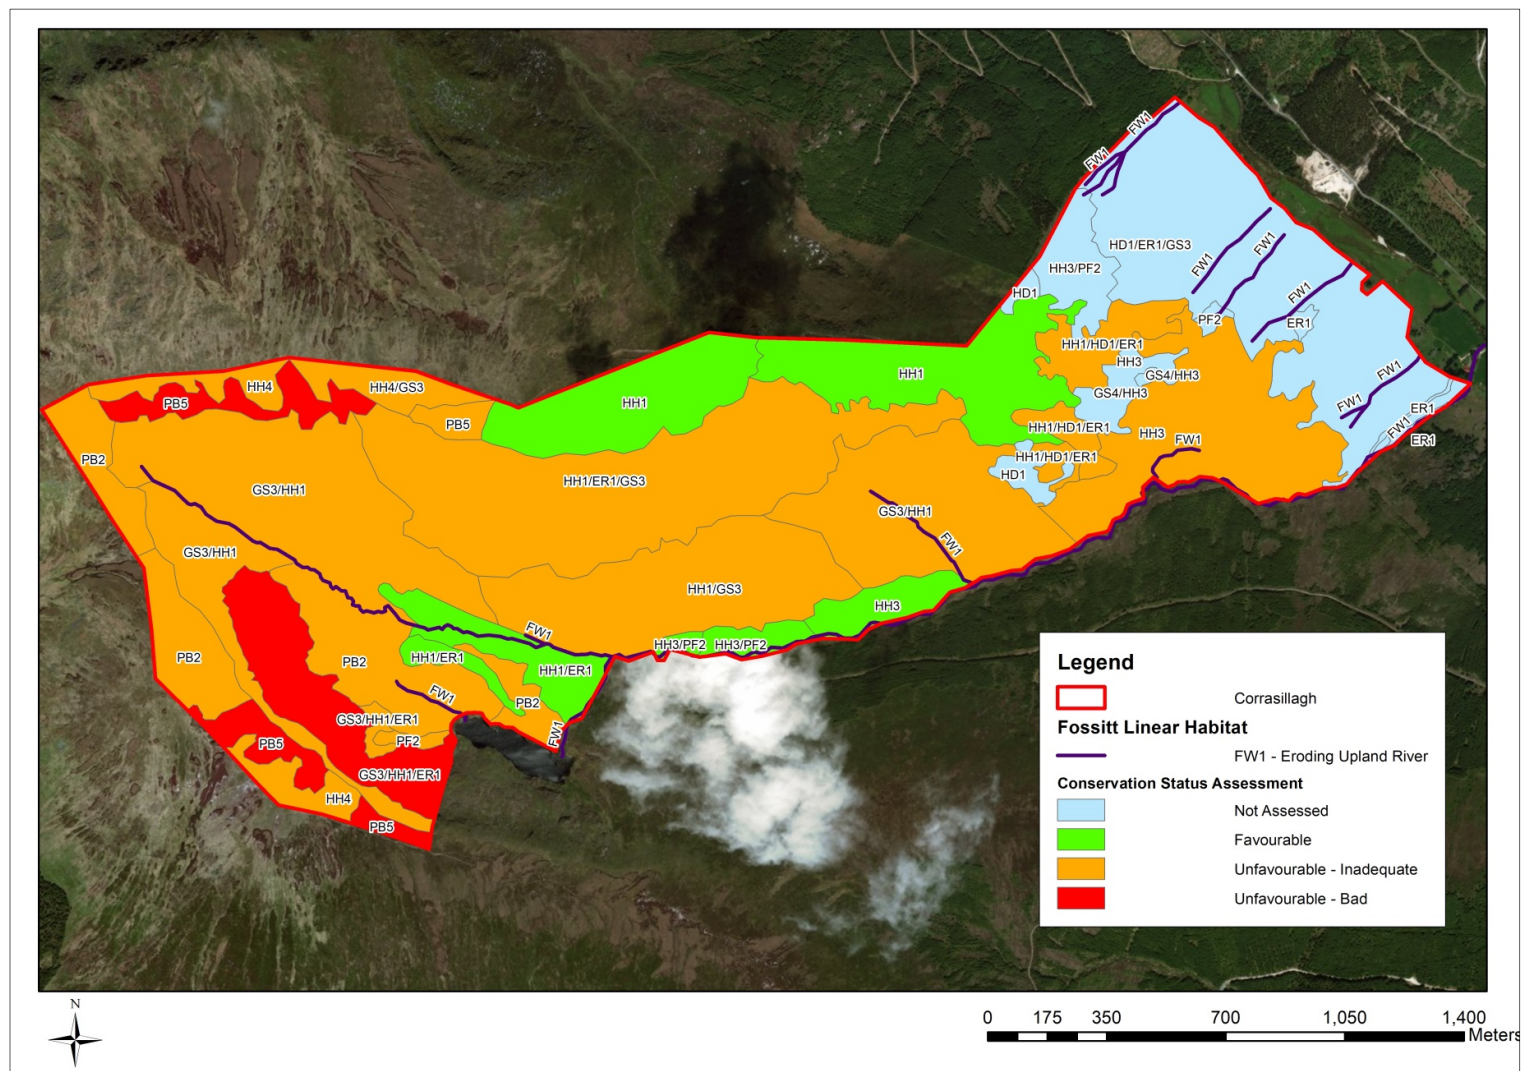 FW1
FW1
HD1/ER1/GS3
FW1
FW1
HH3/PF2
HD1
FW1
PF2
ER1
HH1/HD1/ER1
HH3
GS4/HH3
GS4/HH3
FW1
FW1
ER1
FW1
ER1
HH1
HH1
HH4
HH4/GS3
PB5
PB5
HH1/HD1/ER1
HH3
FW1
HH1/HD1/ER1
HD1
PB2
GS3/HH1
HH1/ER1/GS3
GS3/HH1
FW1
GS3/HH1
HH1/GS3
HH3
FW1
HH3/PF2
HH3/PF2
PB2
PB2
HH1/ER1
HH1/ER1
FW1
PB2
GS3/HH1/ER1
FW1
PF2
PB5
GS3/HH1/ER1
HH4
PB5
Legend
Corrasillagh
Fossitt Linear Habitat
FW1 - Eroding Upland River
Conservation Status Assessment
Not Assessed
Favourable
Unfavourable - Inadequate
Unfavourable - Bad
N
0 175 350 700 1,050 1,400
Meters